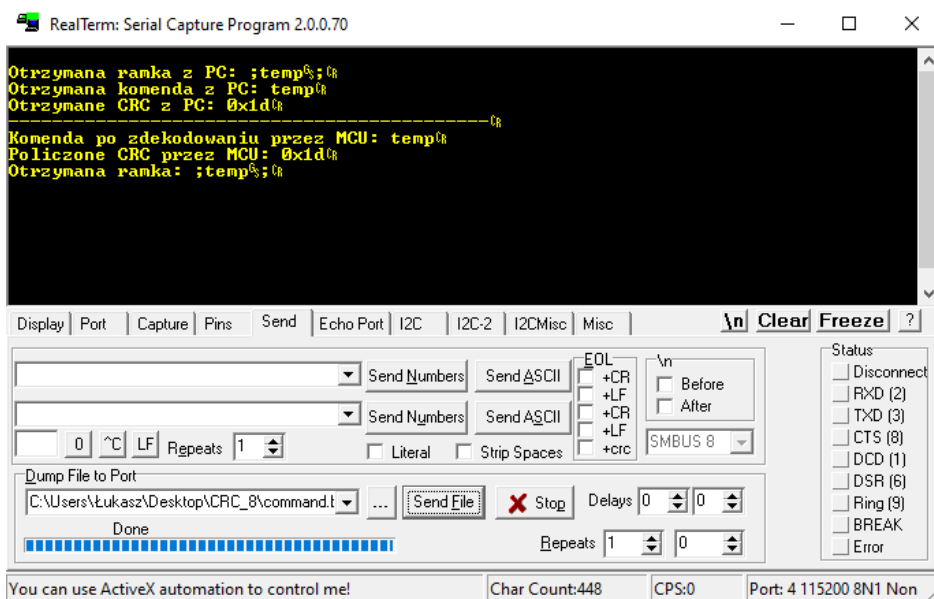 RealTerm: Serial Capture Program 2.0.0.70
Otrzymana ramka z PC: ;temp␝;␍
Otrzymana komenda z PC: temp␍
Otrzymane CRC z PC: 0x1d␍
------------------------------------------------␍
Komenda po zdekodowaniu przez MCU: temp␍
Policzone CRC przez MCU: 0x1d␍
Otrzymana ramka: ;temp␝;␍
Display Port Capture Pins Send Echo Port I2C I2C-2 I2CMisc Misc \n Clear Freeze ?
Send Numbers Send ASCII
Send Numbers Send ASCII
0 ^C LF Repeats 1 Literal Strip Spaces
EOL
+CR
+LF
+CR
+LF
+crc
\n
Before
After
SMBUS 8
Dump File to Port
C:\Users\Łukasz\Desktop\CRC_8\command.t ... Send File Stop Delays 0 0
Done
Repeats 1 0
Status
Disconnect
RXD (2)
TXD (3)
CTS (8)
DCD (1)
DSR (6)
Ring (9)
BREAK
Error
You can use ActiveX automation to control me! Char Count:448 CPS:0 Port: 4 115200 8N1 Non